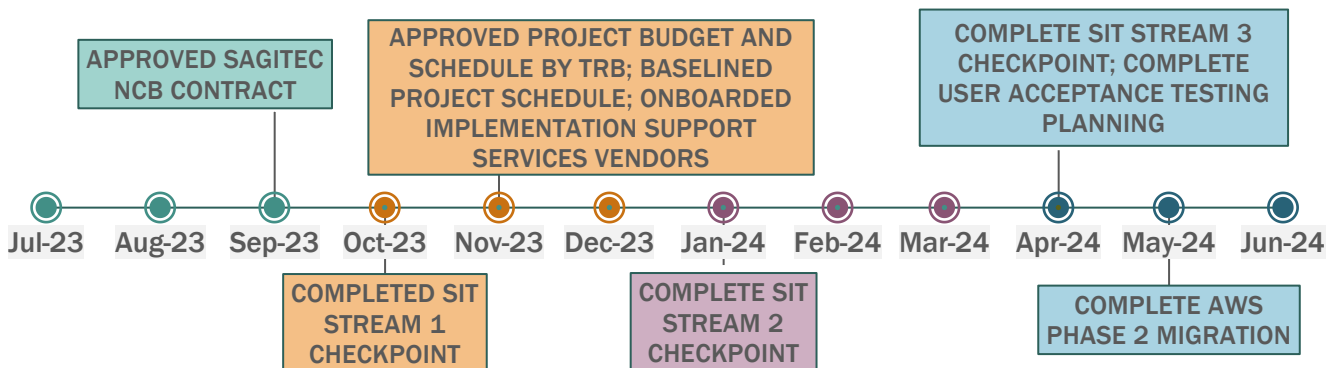 APPROVED SAGITEC
NCB CONTRACT
APPROVED PROJECT BUDGET AND
SCHEDULE BY TRB; BASELINED
PROJECT SCHEDULE; ONBOARDED
IMPLEMENTATION SUPPORT
SERVICES VENDORS
COMPLETE SIT STREAM 3
CHECKPOINT; COMPLETE
USER ACCEPTANCE TESTING
PLANNING
Jul-23 Aug-23 Sep-23 Oct-23 Nov-23 Dec-23 Jan-24 Feb-24 Mar-24 Apr-24 May-24 Jun-24
COMPLETED SIT
STREAM 1
CHECKPOINT
COMPLETE SIT
STREAM 2
CHECKPOINT
COMPLETE AWS
PHASE 2 MIGRATION